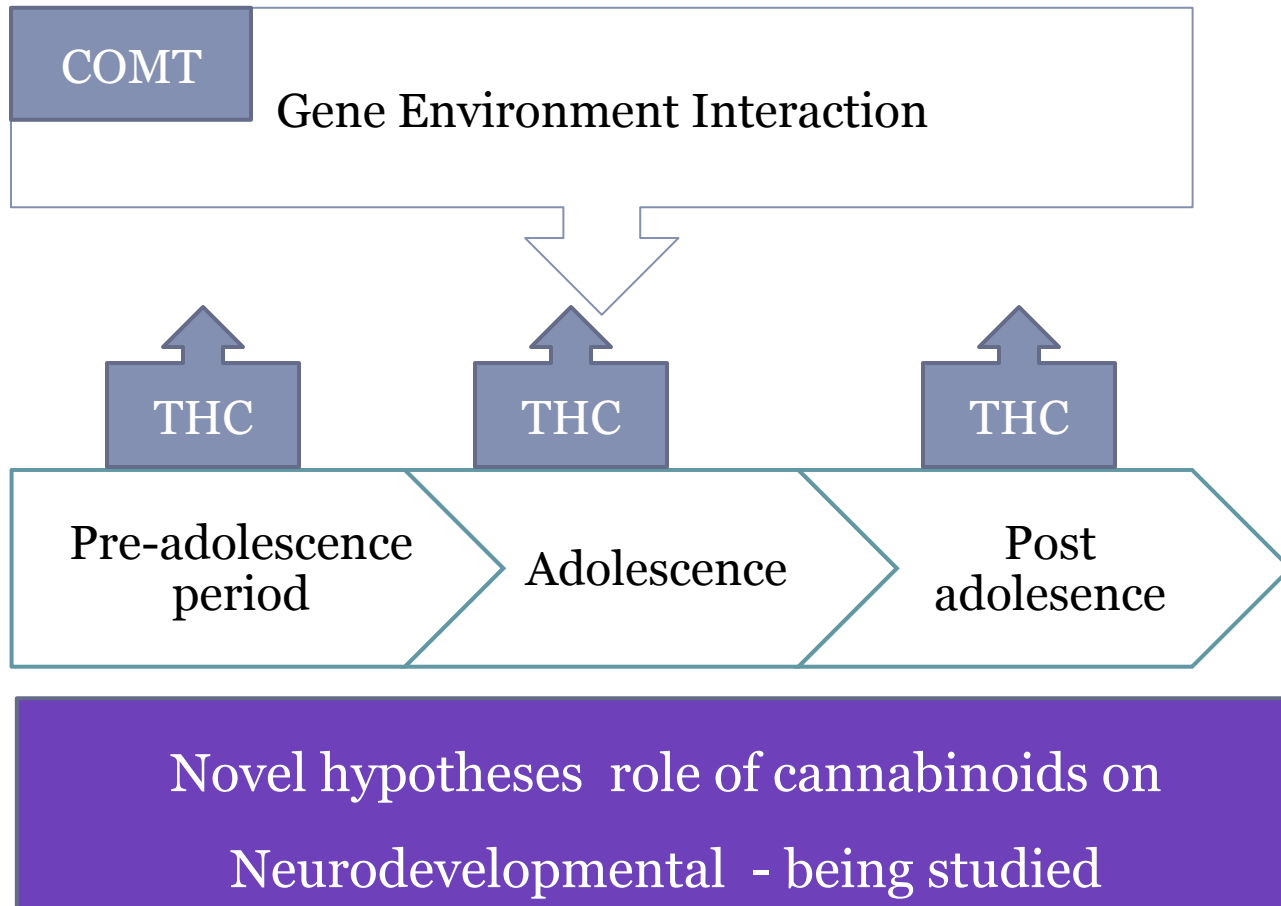 COMT
Gene Environment Interaction
THC
THC
THC
Pre-adolescence
period
Adolescence
Post
adolesence
Novel hypotheses  role of cannabinoids on
Neurodevelopmental  - being studied